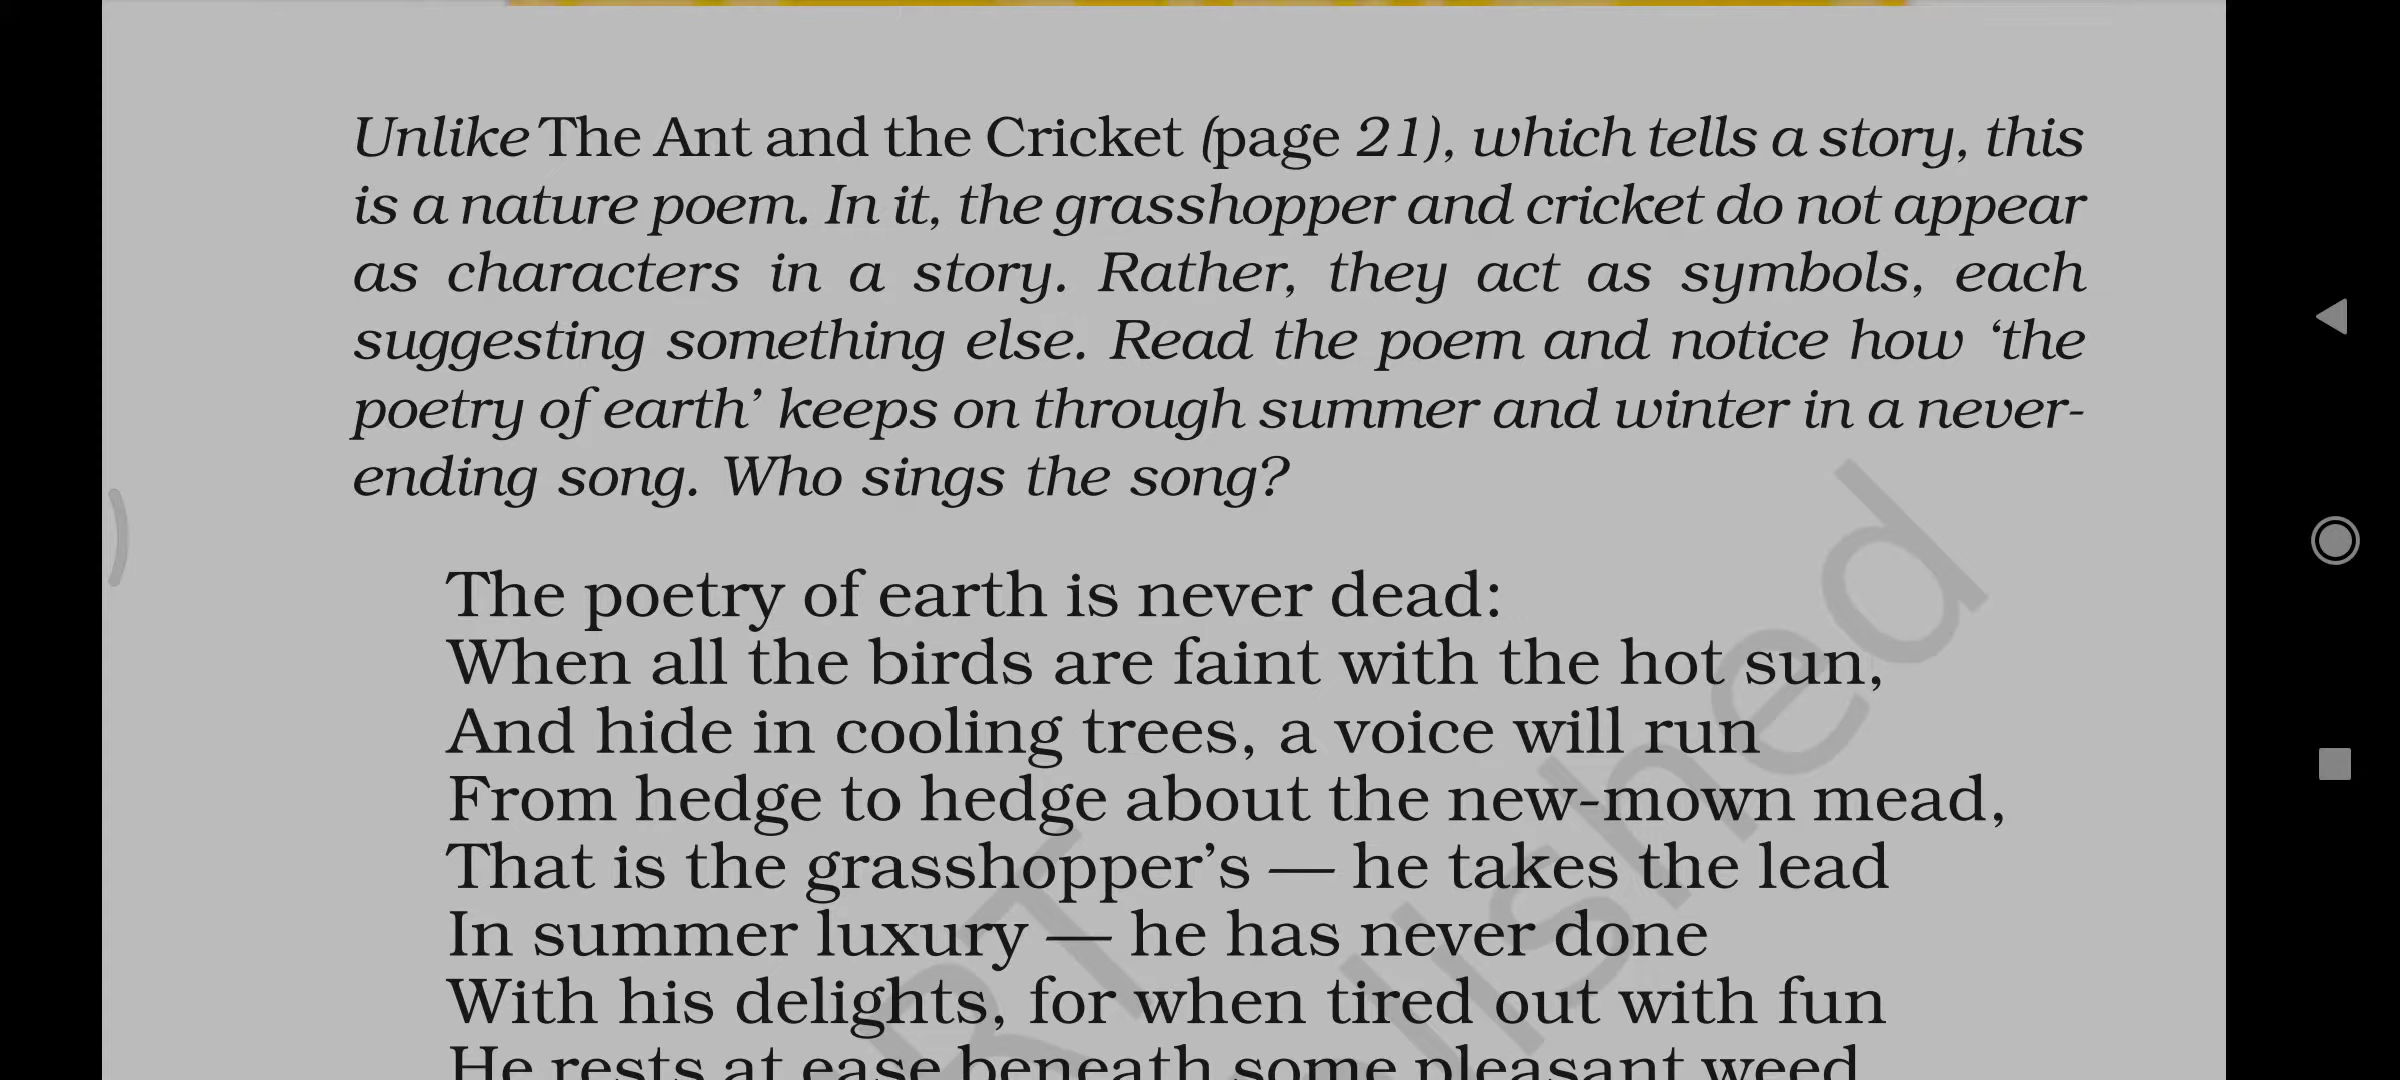 Unlike The Ant and the Cricket (page 21), which tells a story, this
is a nature poem. In it, the grasshopper and cricket do not appear
as characters in a story. Rather, they act as symbols, each
suggesting something else. Read the poem and notice how ‘the
poetry of earth’ keeps on through summer and winter in a never-
ending song. Who sings the song?
The poetry of earth is never dead:
When all the birds are faint with the hot sun,
And hide in cooling trees, a voice will run
From hedge to hedge about the new-mown mead,
That is the grasshopper’s — he takes the lead
In summer luxury — he has never done
With his delights, for when tired out with fun
He rests at ease beneath some pleasant weed